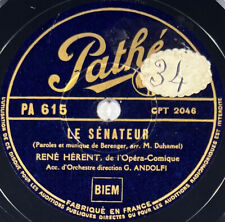 Pathé
34
PA 615
CPT 2046
LE SÉNATEUR
(Paroles et musique de Berenger, arr. M. Duhamel)
RENÉ HÉRENT, de l'Opéra-Comique
Acc. d'Orchestre direction G. ANDOLFI
BIEM
FABRIQUÉ EN FRANCE